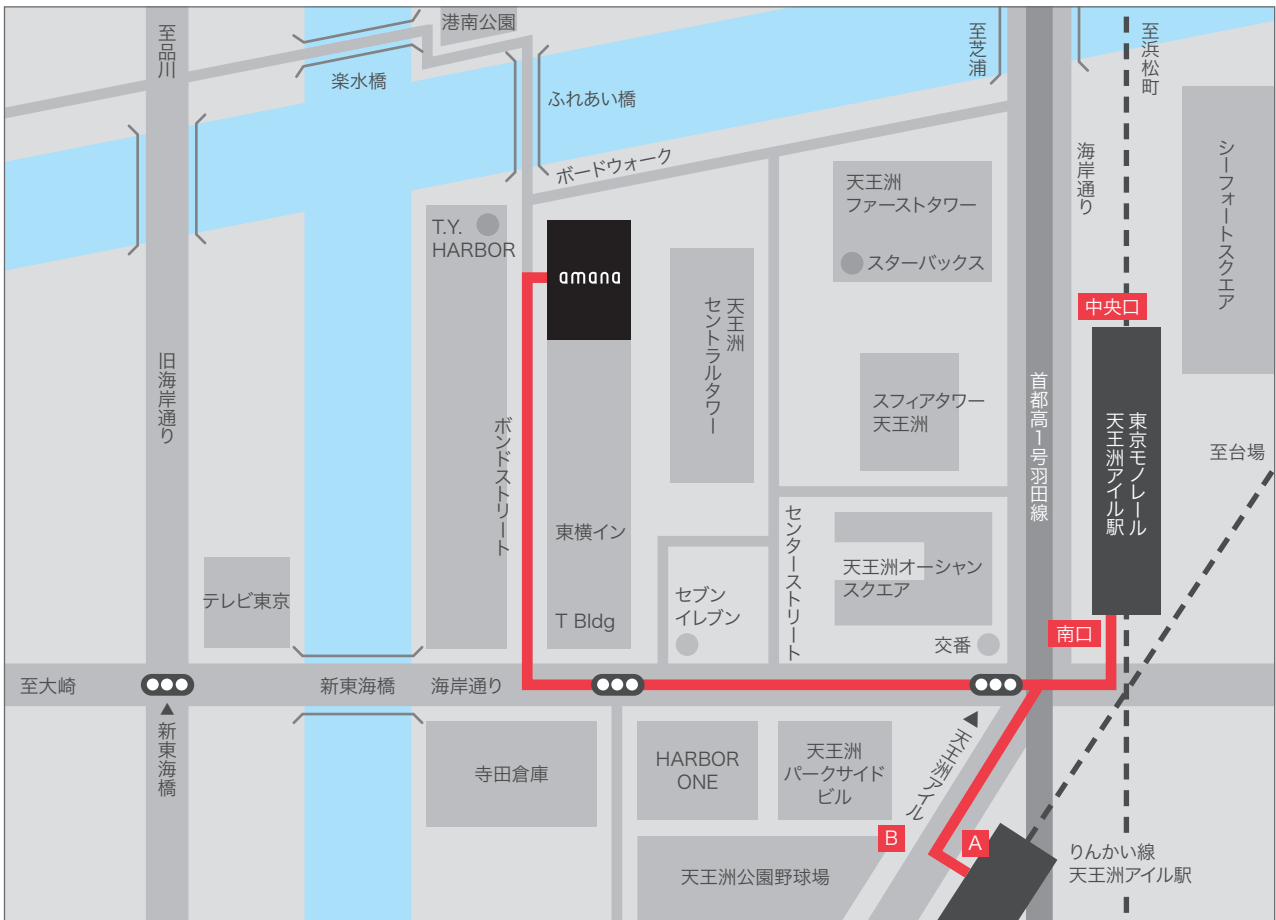 港南公園
至品川
楽水橋
ふれあい橋
至芝浦
至浜松町
ボードウォーク
海岸通り
シーフォートスクエア
天王洲
ファーストタワー
スターバックス
T.Y.
HARBOR
amana
天王洲
セントラルタワー
中央口
旧海岸通り
ボンドストリート
スフィアタワー
天王洲
首都高1号羽田線
東京モノレール
天王洲アイル駅
至台場
東横イン
センターストリート
天王洲オーシャン
スクエア
テレビ東京
セブン
イレブン
T Bldg
交番
南口
至大崎
新東海橋
海岸通り
▲新東海橋
寺田倉庫
HARBOR
ONE
天王洲
パークサイド
ビル
▲天王洲アイル
B
A
りんかい線
天王洲アイル駅
天王洲公園野球場